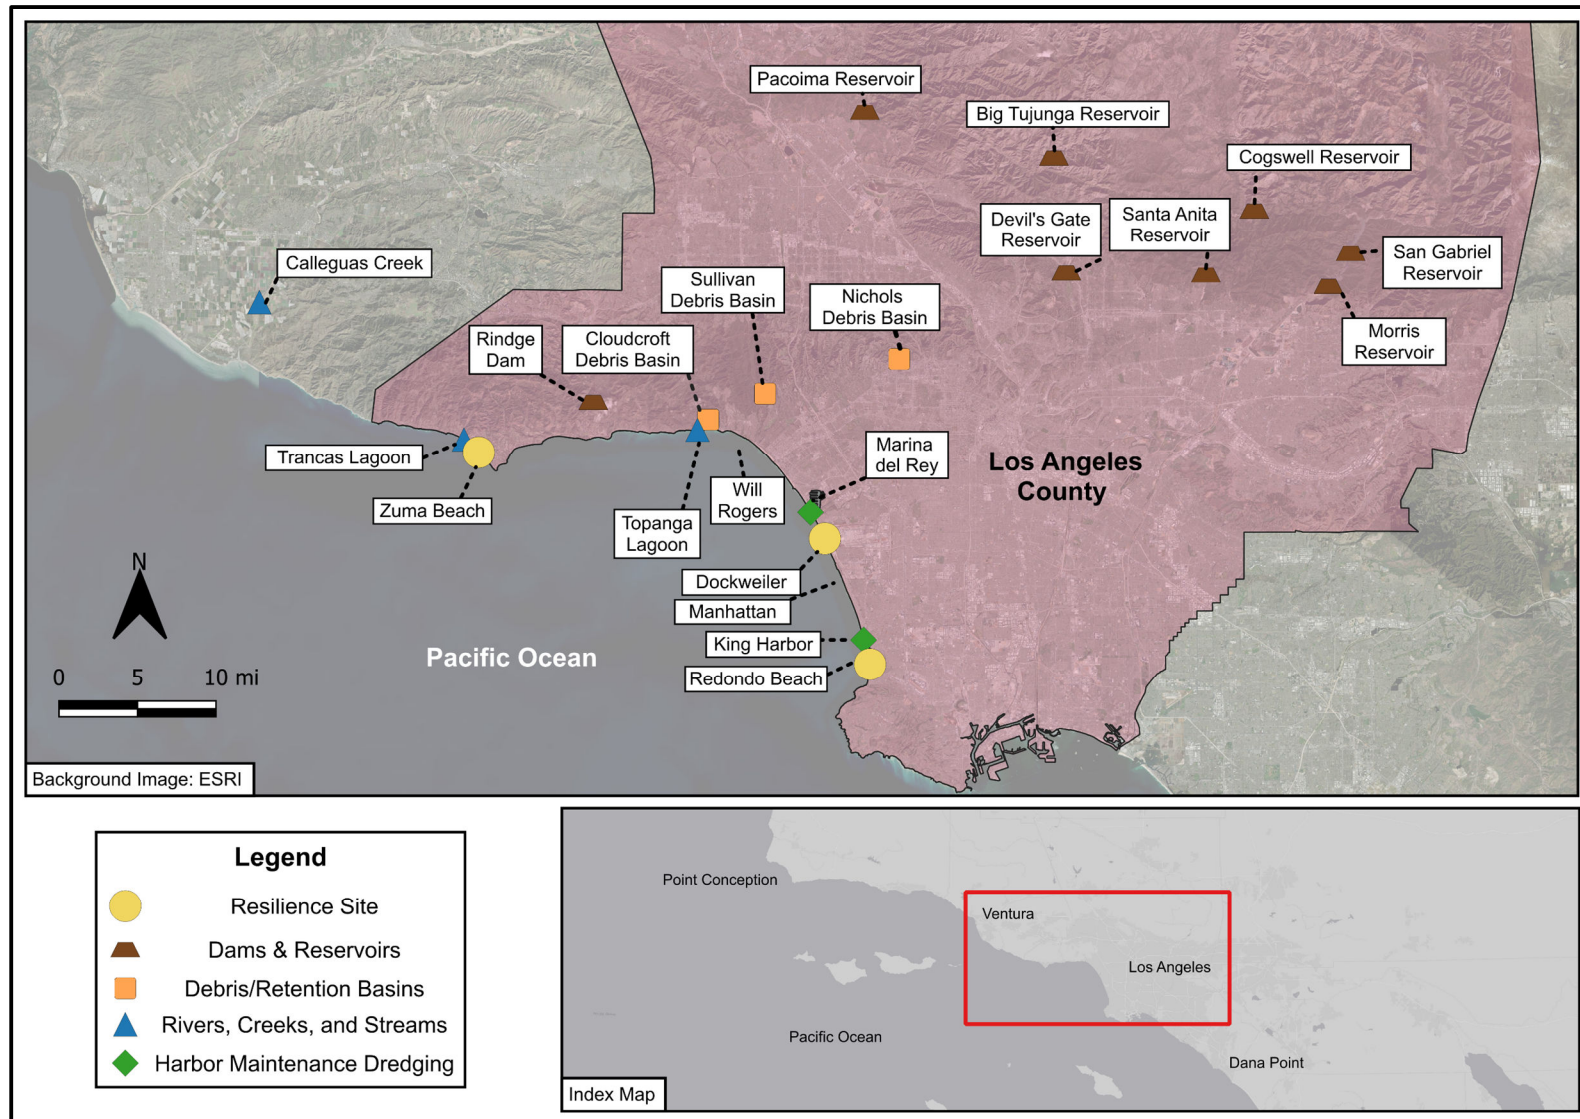 Pacoima Reservoir
Big Tujunga Reservoir
Cogswell Reservoir
Devil's Gate
Reservoir
Santa Anita
Reservoir
San Gabriel
Reservoir
Morris
Reservoir
Calleguas Creek
Sullivan
Debris Basin
Nichols
Debris Basin
Rindge
Dam
Cloudcroft
Debris Basin
Trancas Lagoon
Zuma Beach
Topanga
Lagoon
Will
Rogers
Marina
del Rey
Los Angeles
County
Dockweiler
Manhattan
King Harbor
Redondo Beach
Pacific Ocean
N
0 5 10 mi
Background Image: ESRI
Legend
Resilience Site
Dams & Reservoirs
Debris/Retention Basins
Rivers, Creeks, and Streams
Harbor Maintenance Dredging
Point Conception
Ventura
Los Angeles
Pacific Ocean
Dana Point
Index Map